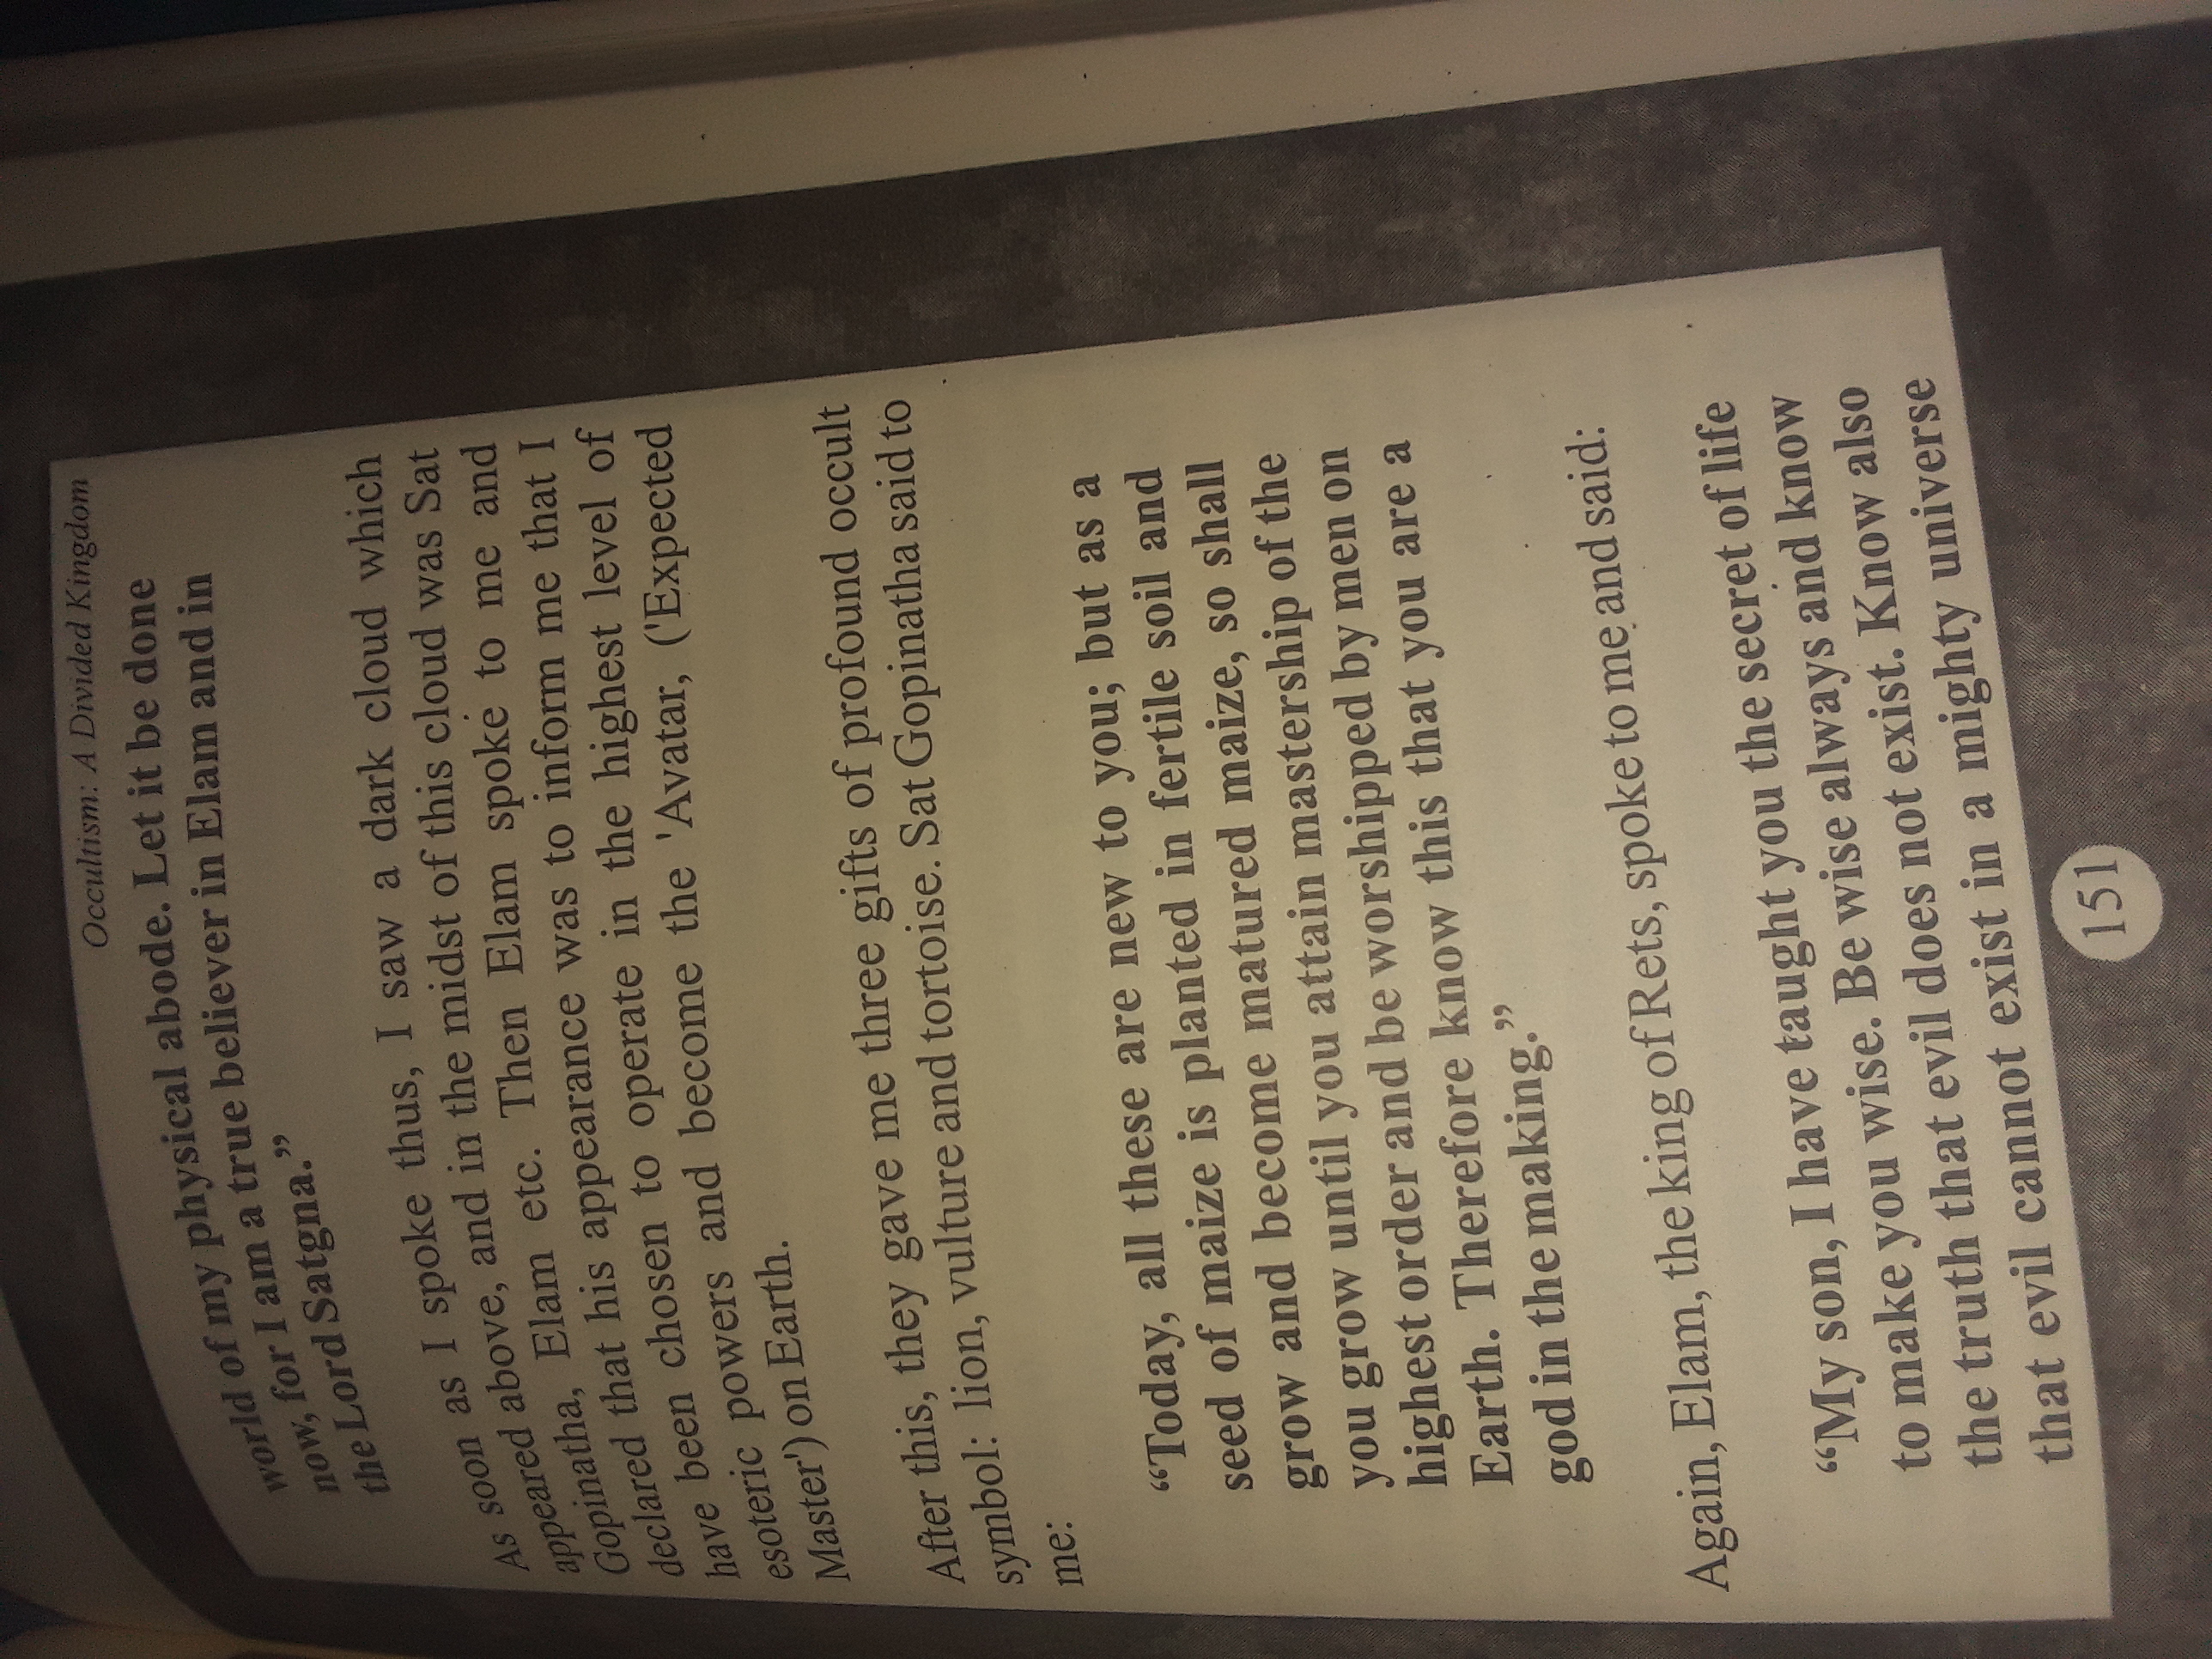 Occultism: A Divided Kingdom
world of my physical abode. Let it be done
now, for I am a true believer in Elam and in
the Lord Satgna.”
As soon as I spoke thus, I saw a dark cloud which
appeared above, and in the midst of this cloud was Sat
Gopinatha, Elam etc. Then Elam spoke to me and
declared that his appearance was to inform me that I
have been chosen to operate in the highest level of
esoteric powers and become the 'Avatar, ('Expected
Master') on Earth.
After this, they gave me three gifts of profound occult
symbol: lion, vulture and tortoise. Sat Gopinatha said to
me:
“Today, all these are new to you; but as a
seed of maize is planted in fertile soil and
grow and become matured maize, so shall
you grow until you attain mastership of the
highest order and be worshipped by men on
Earth. Therefore know this that you are a
god in the making.”
Again, Elam, the king of Rets, spoke to me and said:
“My son, I have taught you the secret of life
to make you wise. Be wise always and know
the truth that evil does not exist. Know also
that evil cannot exist in a mighty universe
151